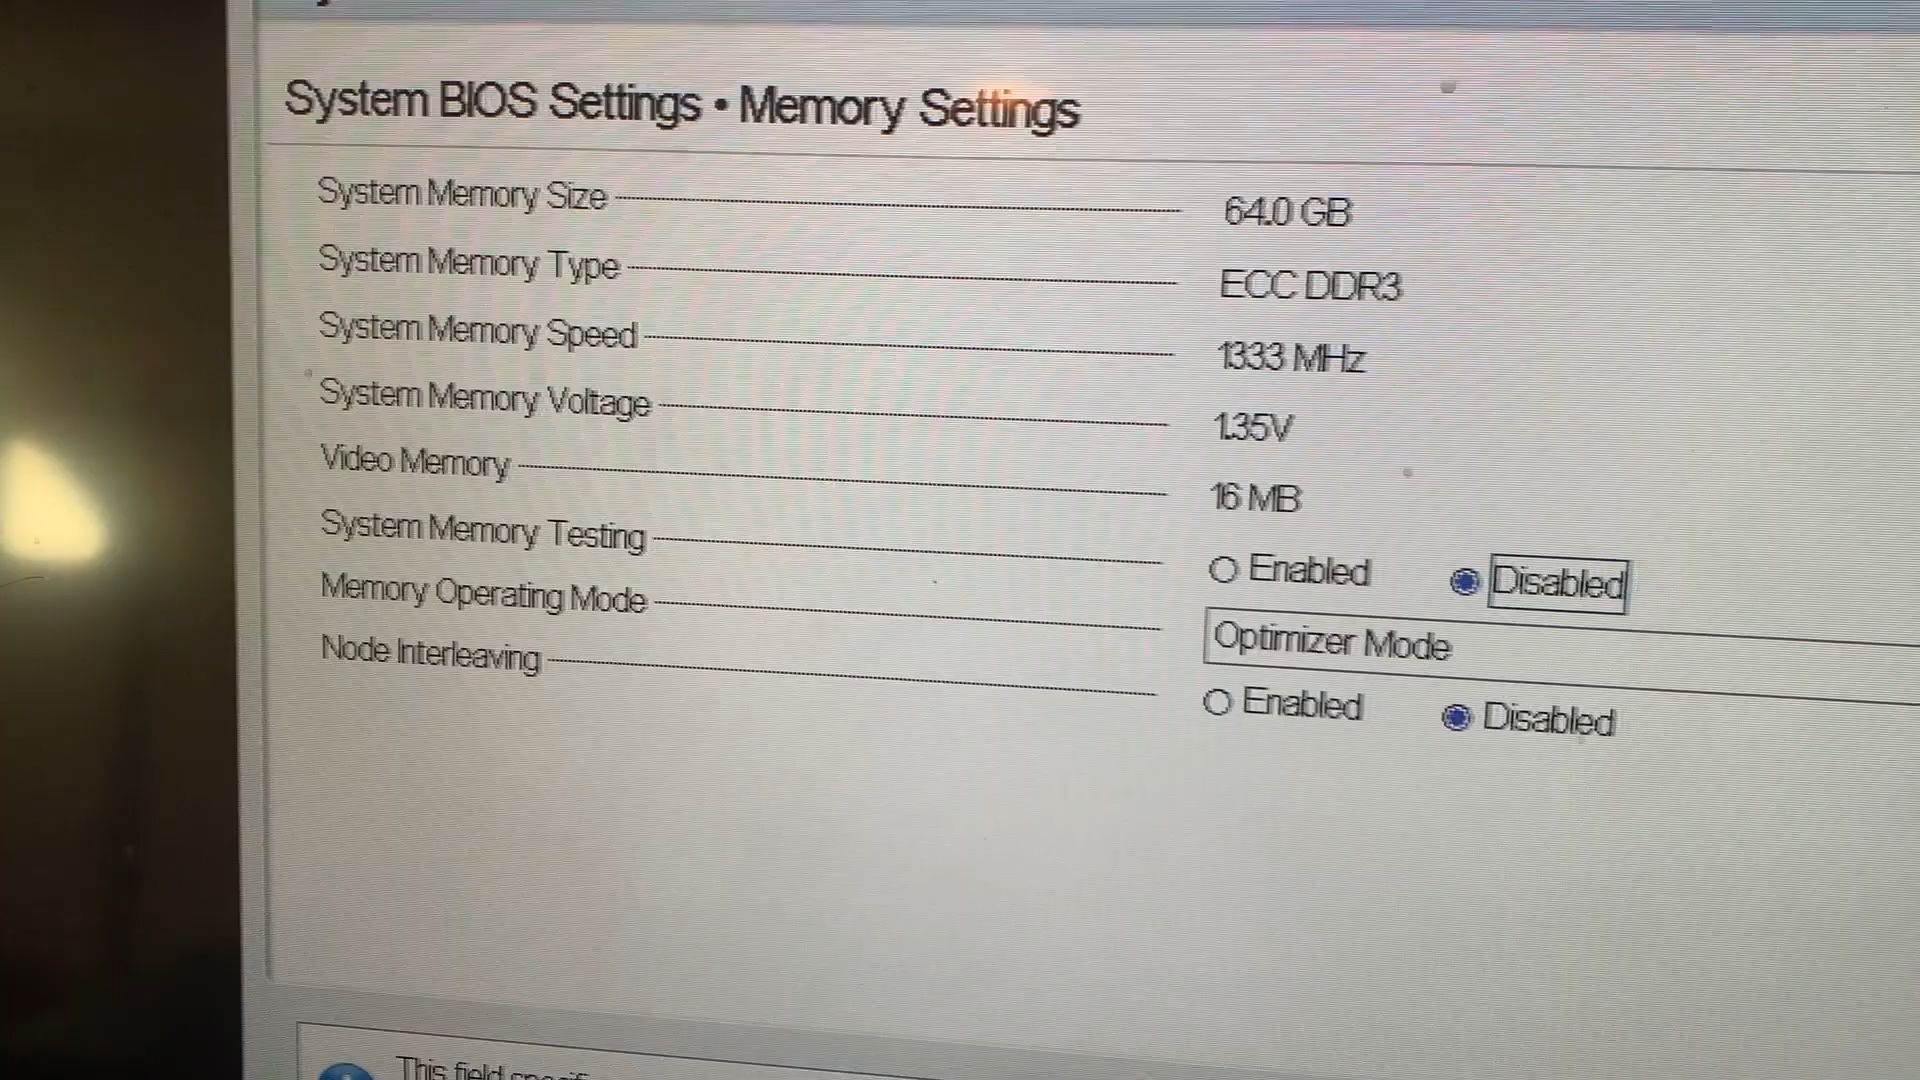 System BIOS Settings • Memory Settings
System Memory Size 64.0 GB
System Memory Type ECC DDR3
System Memory Speed 1333 MHz
System Memory Voltage 1.35V
Video Memory 16 MB
System Memory Testing Enabled Disabled
Memory Operating Mode Optimizer Mode
Node Interleaving Enabled Disabled
This field